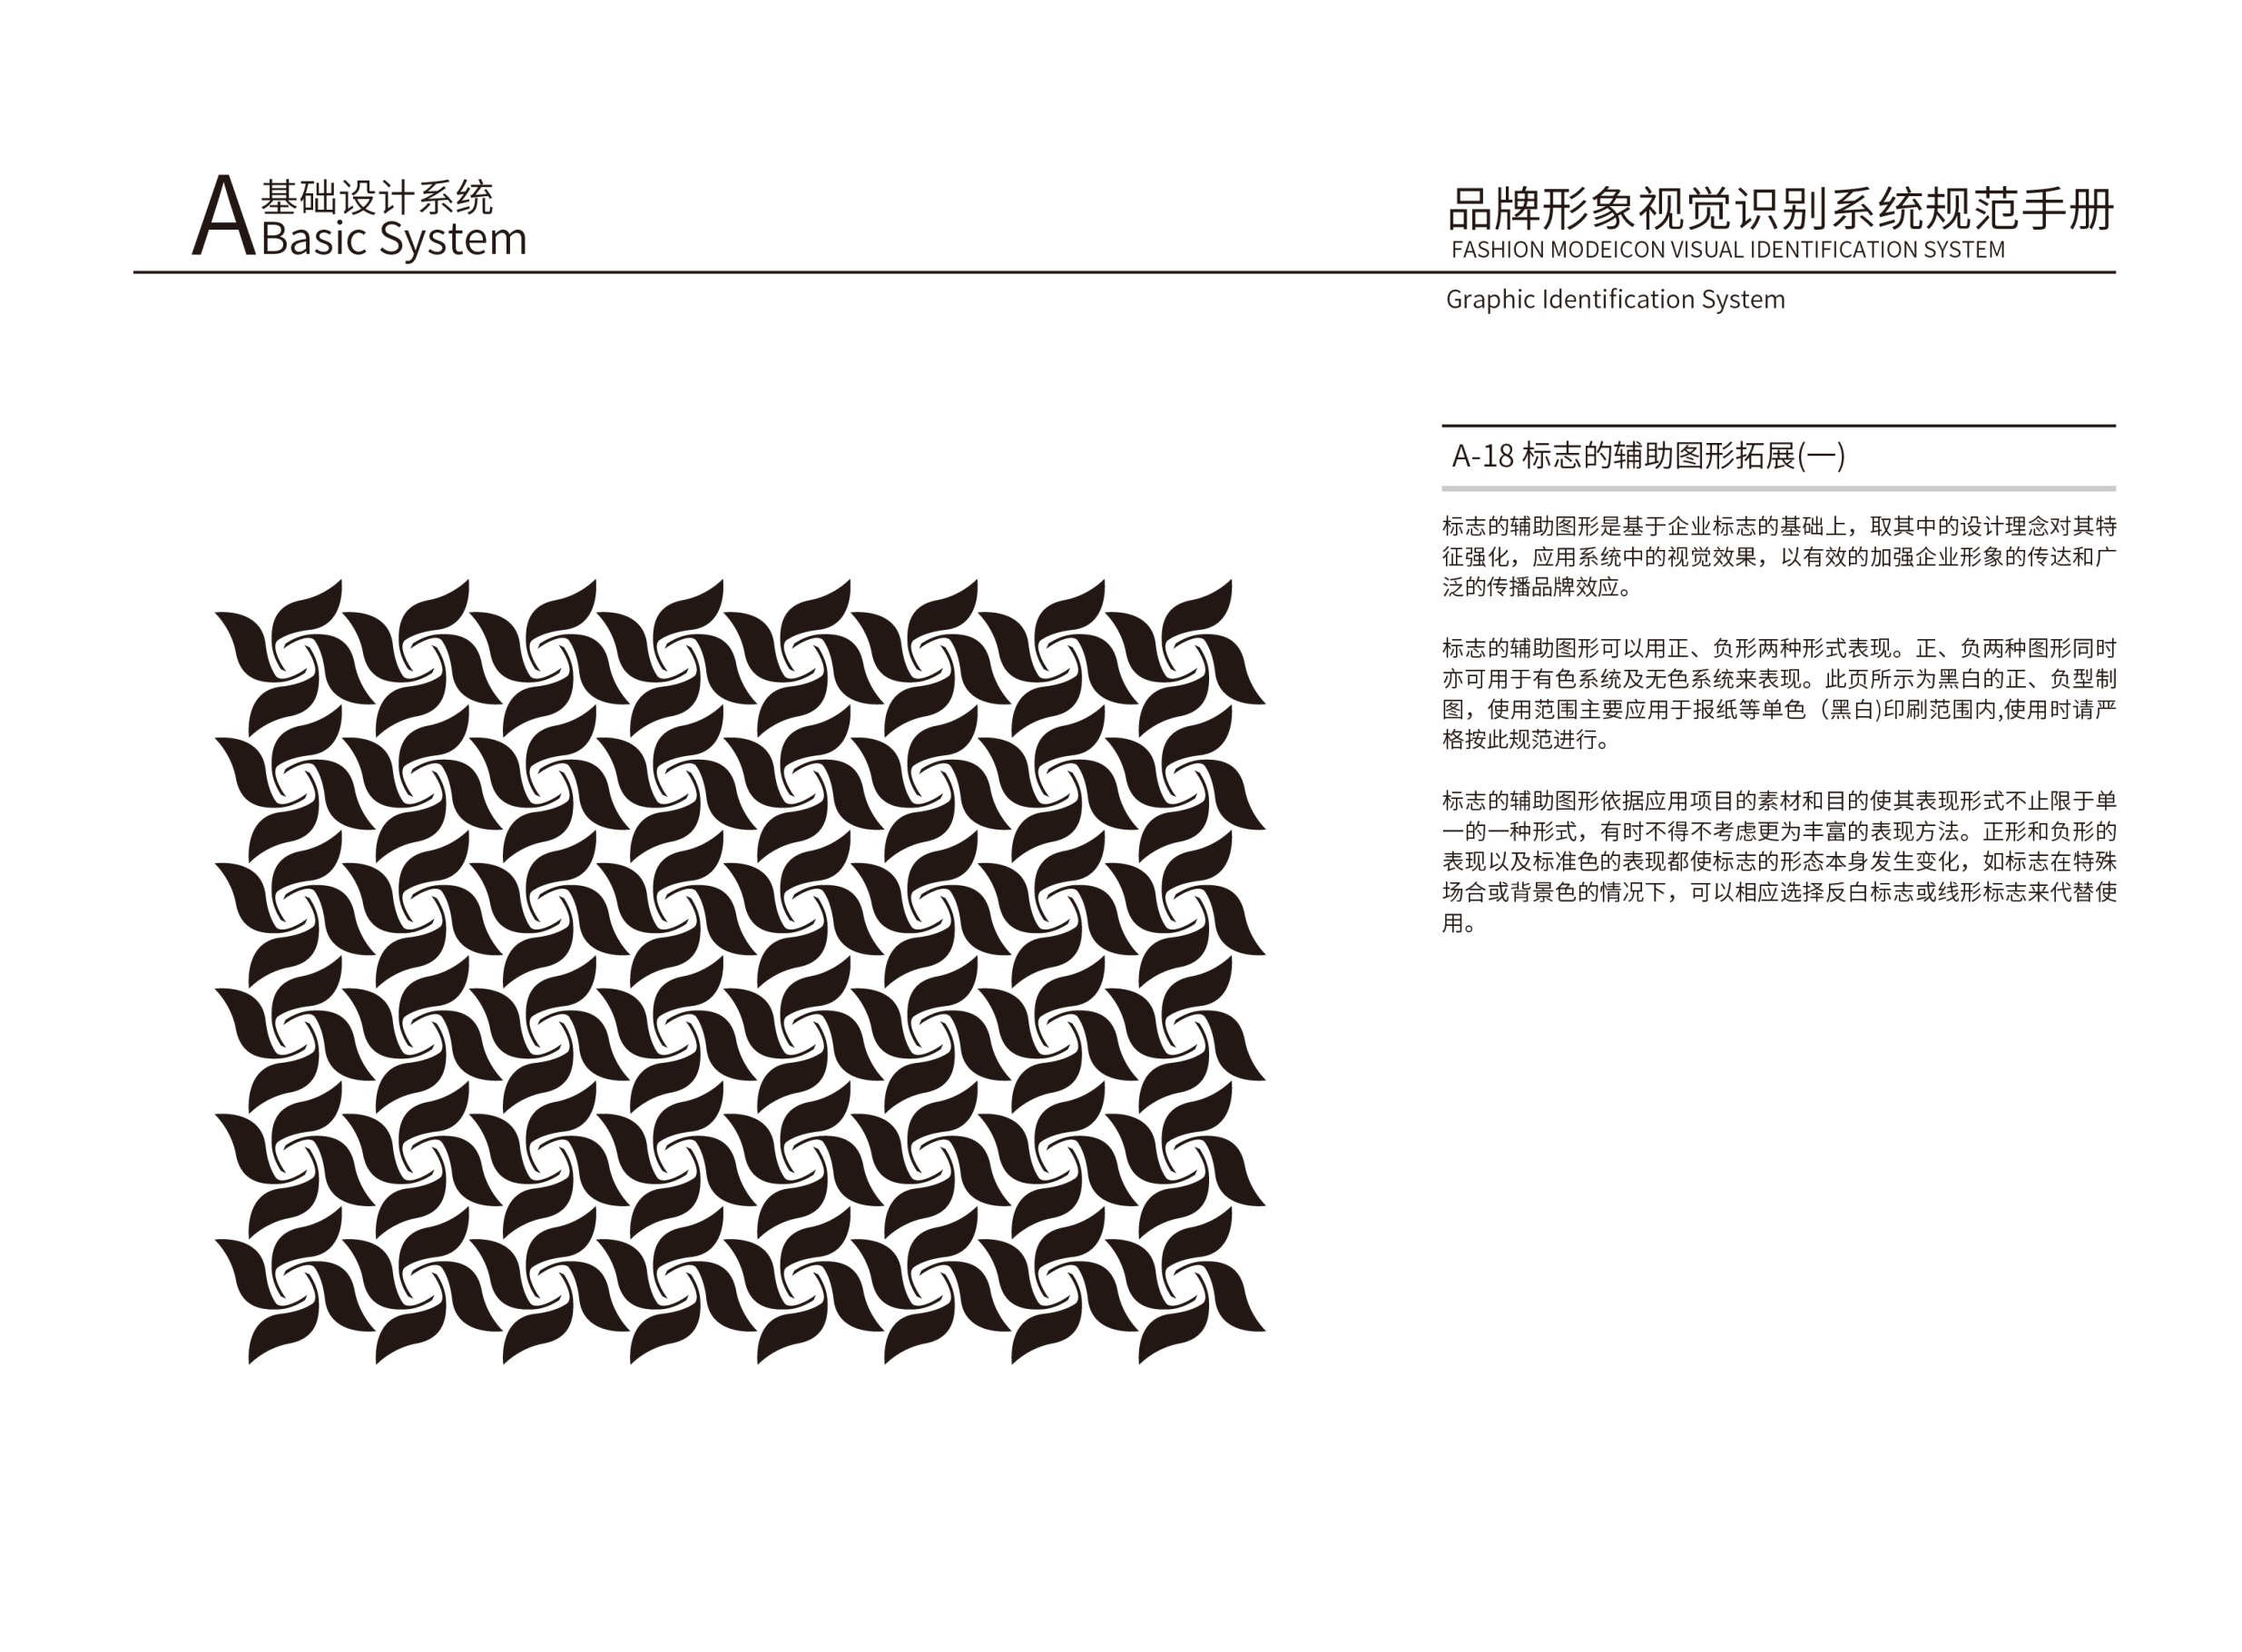 A 基础设计系统
Basic System
品牌形象视觉识别系统规范手册
FASHION MODEICON VISUAL IDENTIFICATION SYSTEM
Graphic Identification System
A-18 标志的辅助图形拓展(一)
标志的辅助图形是基于企业标志的基础上，取其中的设计理念对其特
征强化，应用系统中的视觉效果，以有效的加强企业形象的传达和广
泛的传播品牌效应。
标志的辅助图形可以用正、负形两种形式表现。正、负两种图形同时
亦可用于有色系统及无色系统来表现。此页所示为黑白的正、负型制
图，使用范围主要应用于报纸等单色（黑白)印刷范围内,使用时请严
格按此规范进行。
标志的辅助图形依据应用项目的素材和目的使其表现形式不止限于单
一的一种形式，有时不得不考虑更为丰富的表现方法。正形和负形的
表现以及标准色的表现都使标志的形态本身发生变化，如标志在特殊
场合或背景色的情况下，可以相应选择反白标志或线形标志来代替使
用。